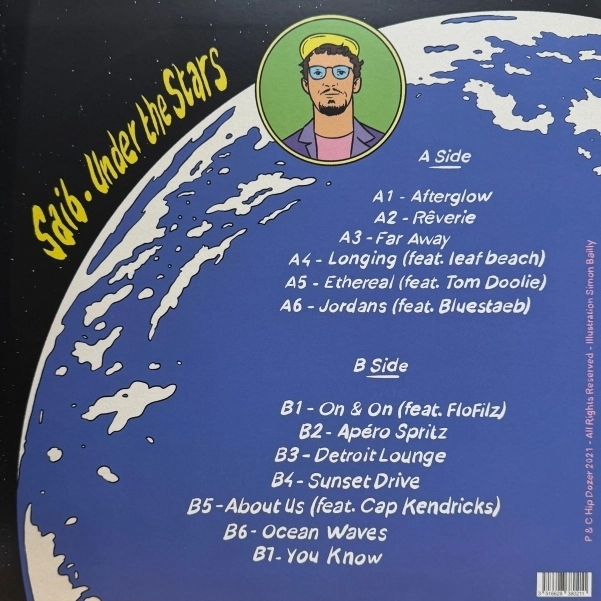 Saib. Under the Stars
A Side
A1 - Afterglow
A2 - Rêverie
A3 - Far Away
A4 - Longing (feat. leaf beach)
A5 - Ethereal (feat. Tom Doolie)
A6 - Jordans (feat. Bluestaeb)
B Side
B1 - On & On (feat. FloFilz)
B2 - Apéro Spritz
B3 - Detroit Lounge
B4 - Sunset Drive
B5 - About Us (feat. Cap Kendricks)
B6 - Ocean Waves
B7 - You Know
P & C Hip Dozer 2021 - All Rights Reserved - Illustration Simon Bailly